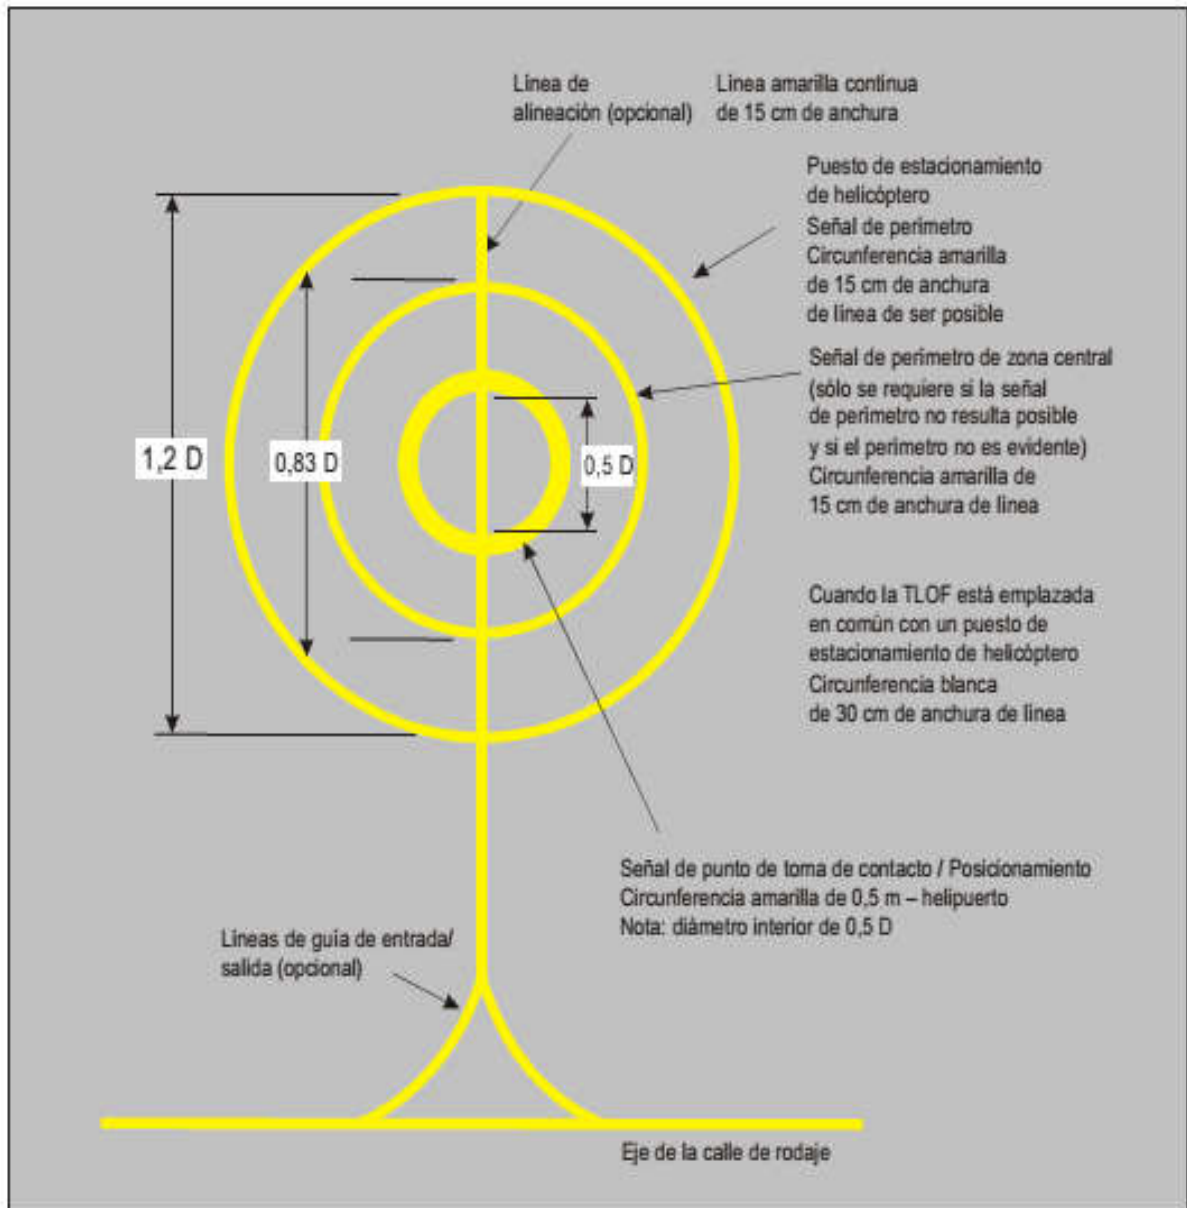 Línea de
alineación (opcional)
Línea amarilla continua
de 15 cm de anchura
Puesto de estacionamiento
de helicóptero
Señal de perímetro
Circunferencia amarilla
de 15 cm de anchura
de línea de ser posible
Señal de perímetro de zona central
(sólo se requiere si la señal
de perímetro no resulta posible
y si el perímetro no es evidente)
Circunferencia amarilla de
15 cm de anchura de línea
1,2 D
0,83 D
0,5 D
Cuando la TLOF está emplazada
en común con un puesto de
estacionamiento de helicóptero
Circunferencia blanca
de 30 cm de anchura de línea
Señal de punto de toma de contacto / Posicionamiento
Circunferencia amarilla de 0,5 m – helipuerto
Nota: diámetro interior de 0,5 D
Líneas de guía de entrada/
salida (opcional)
Eje de la calle de rodaje